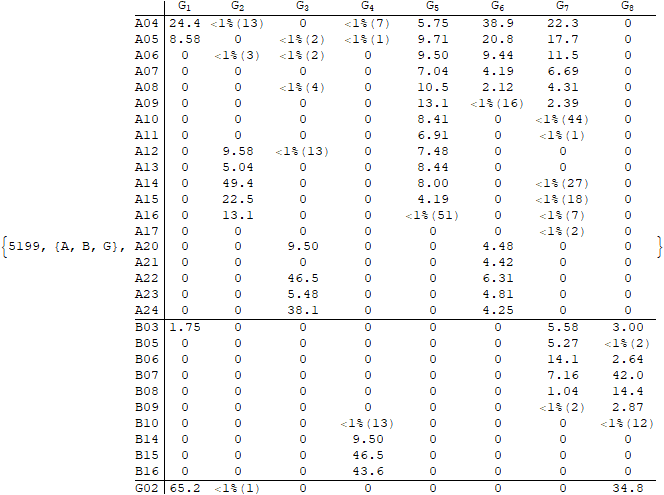 G1 G2 G3 G4 G5 G6 G7 G8
A04 24.4 <1%(13) 0 <1%(7) 5.75 38.9 22.3 0
A05 8.58 0 <1%(2) <1%(1) 9.71 20.8 17.7 0
A06 0 <1%(3) <1%(2) 0 9.50 9.44 11.5 0
A07 0 0 0 0 7.04 4.19 6.69 0
A08 0 0 <1%(4) 0 10.5 2.12 4.31 0
A09 0 0 0 0 13.1 <1%(16) 2.39 0
A10 0 0 0 0 8.41 0 <1%(44) 0
A11 0 0 0 0 6.91 0 <1%(1) 0
A12 0 9.58 <1%(13) 0 7.48 0 0 0
A13 0 5.04 0 0 8.44 0 0 0
A14 0 49.4 0 0 8.00 0 <1%(27) 0
A15 0 22.5 0 0 4.19 0 <1%(18) 0
A16 0 13.1 0 0 <1%(51) 0 <1%(7) 0
A17 0 0 0 0 0 0 <1%(2) 0
{5199, {A, B, G}, A20 0 0 9.50 0 0 4.48 0 0 }
A21 0 0 0 0 0 4.42 0 0
A22 0 0 46.5 0 0 6.31 0 0
A23 0 0 5.48 0 0 4.81 0 0
A24 0 0 38.1 0 0 4.25 0 0
B03 1.75 0 0 0 0 0 5.58 3.00
B05 0 0 0 0 0 0 5.27 <1%(2)
B06 0 0 0 0 0 0 14.1 2.64
B07 0 0 0 0 0 0 7.16 42.0
B08 0 0 0 0 0 0 1.04 14.4
B09 0 0 0 0 0 0 <1%(2) 2.87
B10 0 0 0 <1%(13) 0 0 0 <1%(12)
B14 0 0 0 9.50 0 0 0 0
B15 0 0 0 46.5 0 0 0 0
B16 0 0 0 43.6 0 0 0 0
G02 65.2 <1%(1) 0 0 0 0 0 34.8